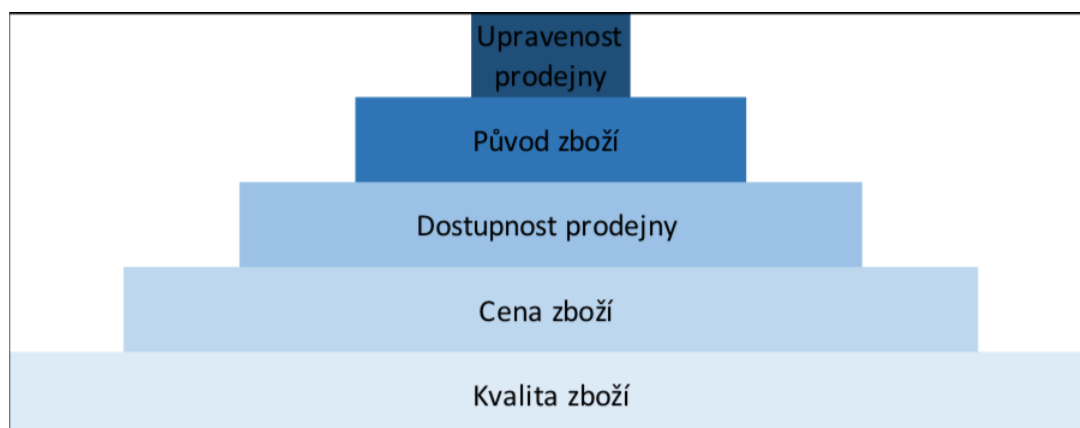 Upravenost
prodejny
Původ zboží
Dostupnost prodejny
Cena zboží
Kvalita zboží